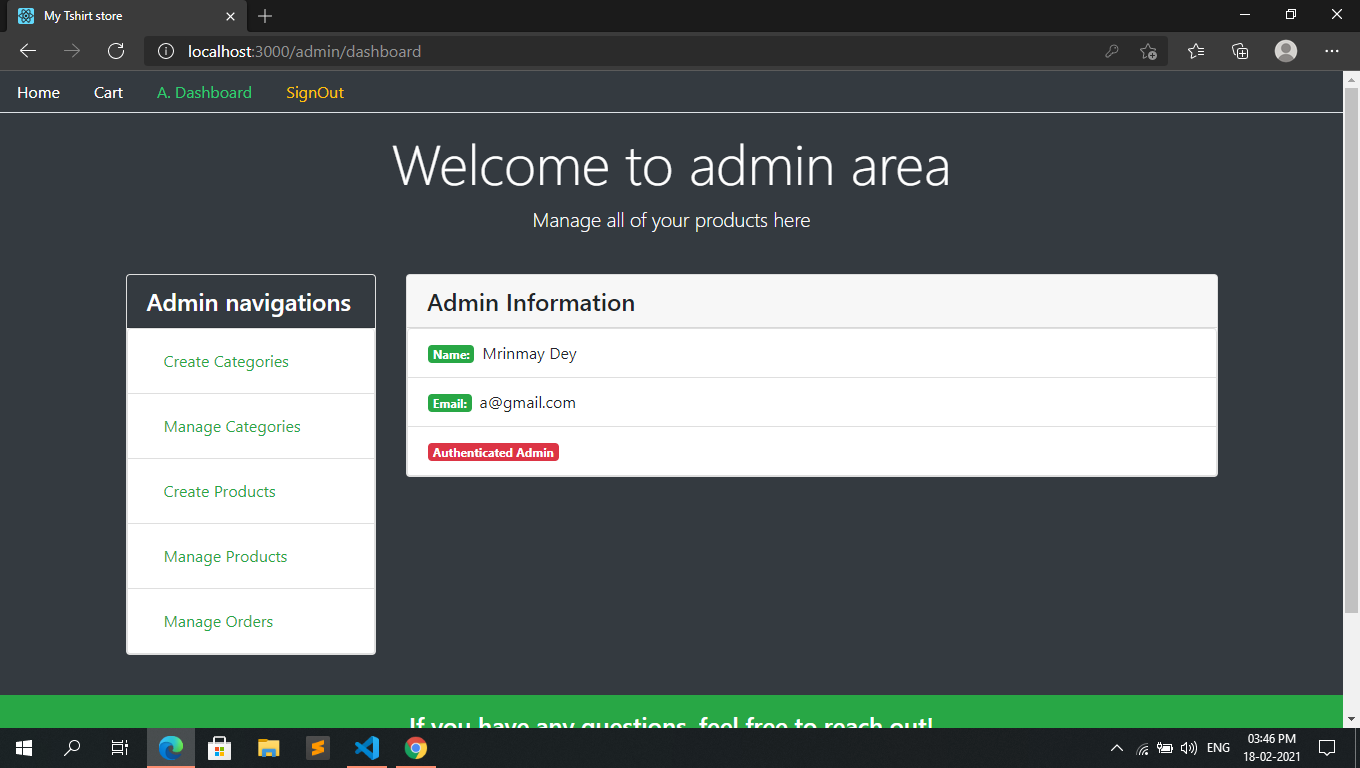 My Tshirt store
localhost:3000/admin/dashboard
Home Cart A. Dashboard SignOut
Welcome to admin area
Manage all of your products here
Admin navigations
Create Categories
Manage Categories
Create Products
Manage Products
Manage Orders
Admin Information
Name: Mrinmay Dey
Email: a@gmail.com
Authenticated Admin
If you have any questions, feel free to reach out!
ENG
03:46 PM
18-02-2021